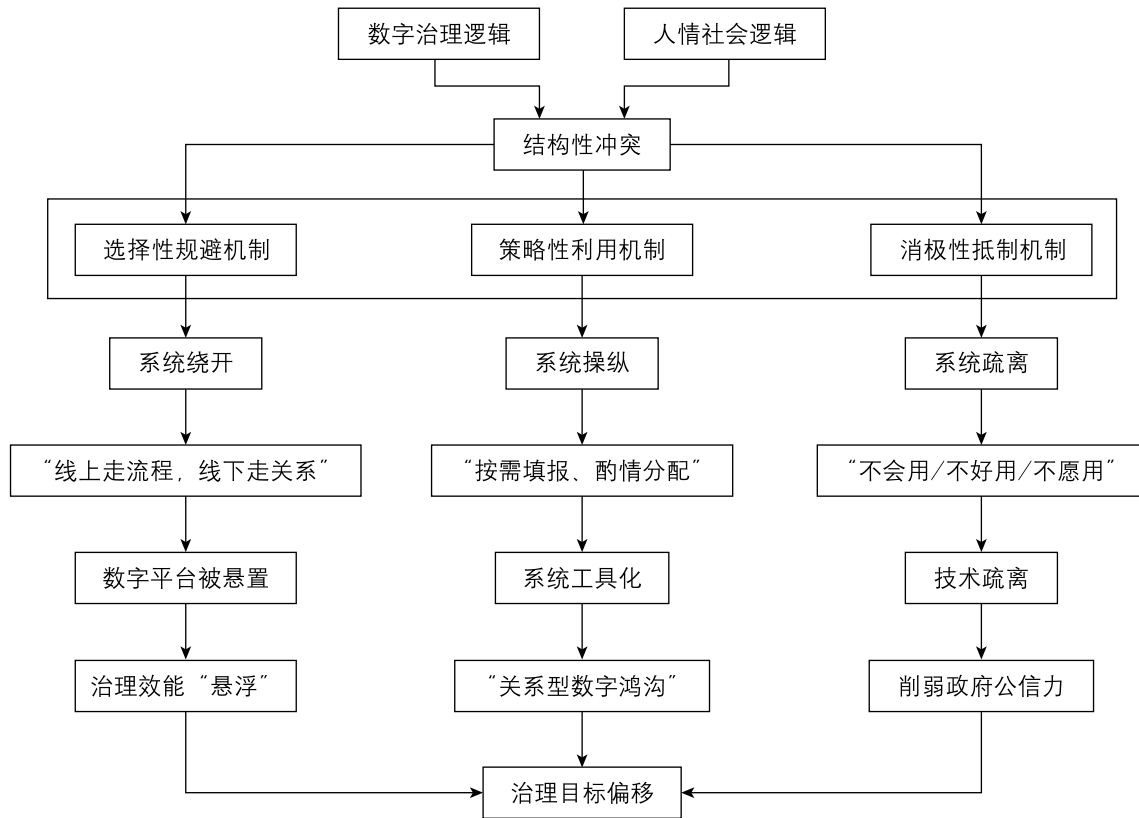 数字治理逻辑
人情社会逻辑
结构性冲突
选择性规避机制
策略性利用机制
消极性抵制机制
系统绕开
系统操纵
系统疏离
“线上走流程，线下走关系”
“按需填报、酌情分配”
“不会用/不好用/不愿用”
数字平台被悬置
系统工具化
技术疏离
治理效能“悬浮”
“关系型数字鸿沟”
削弱政府公信力
治理目标偏移